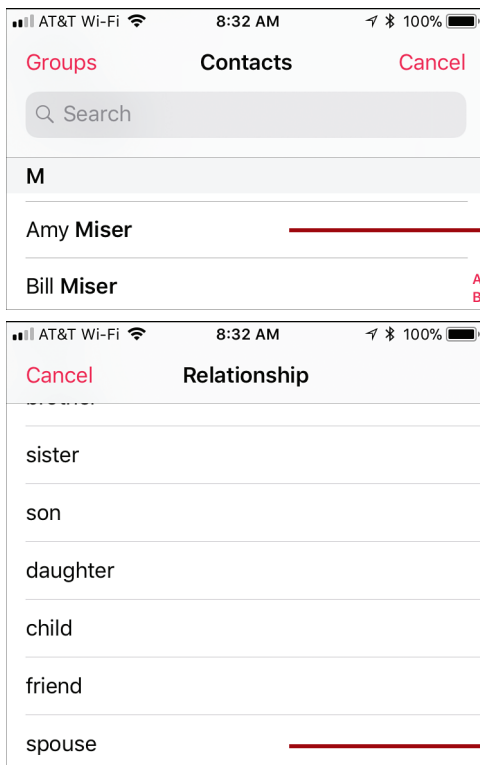 AT&T Wi-Fi 8:32 AM 100%
Groups Contacts Cancel
Search
M
Amy Miser
Bill Miser
A
B
AT&T Wi-Fi 8:32 AM 100%
Cancel Relationship
sister
son
daughter
child
friend
spouse